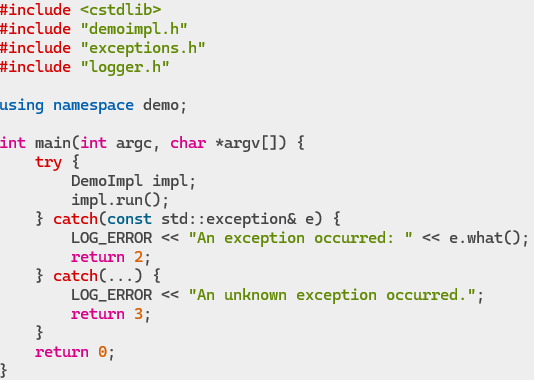 #include <cstdlib>
#include "demoimpl.h"
#include "exceptions.h"
#include "logger.h"

using namespace demo;

int main(int argc, char *argv[]) {
    try {
        DemoImpl impl;
        impl.run();
    } catch(const std::exception& e) {
        LOG_ERROR << "An exception occurred: " << e.what();
        return 2;
    } catch(...) {
        LOG_ERROR << "An unknown exception occurred.";
        return 3;
    }
    return 0;
}